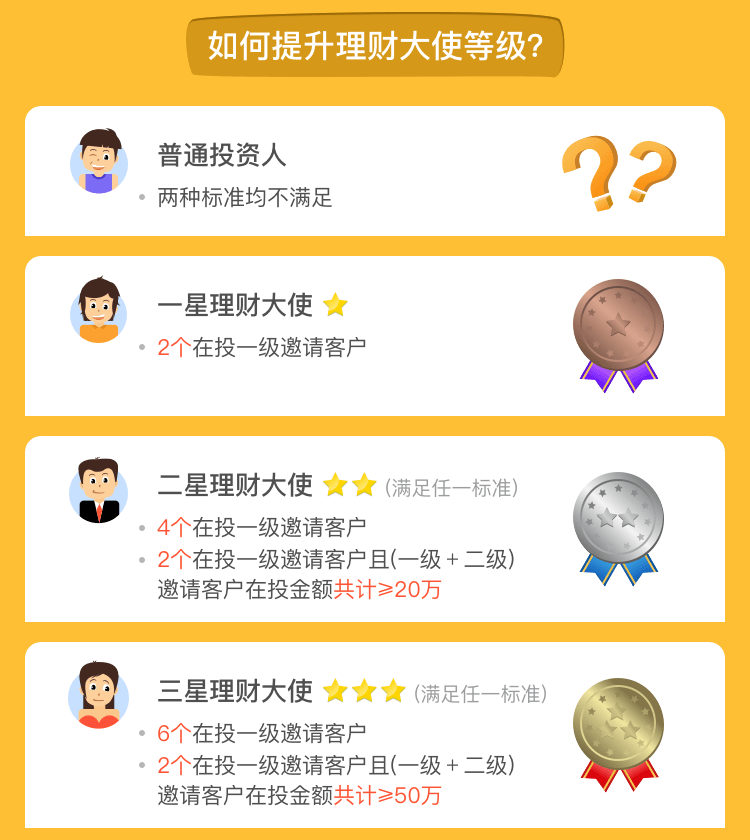 如何提升理财大使等级?
普通投资人
• 两种标准均不满足
一星理财大使
• 2个在投一级邀请客户
二星理财大使 (满足任一标准)
• 4个在投一级邀请客户
• 2个在投一级邀请客户且(一级+二级)
邀请客户在投金额共计≥20万
三星理财大使 (满足任一标准)
• 6个在投一级邀请客户
• 2个在投一级邀请客户且(一级+二级)
邀请客户在投金额共计≥50万